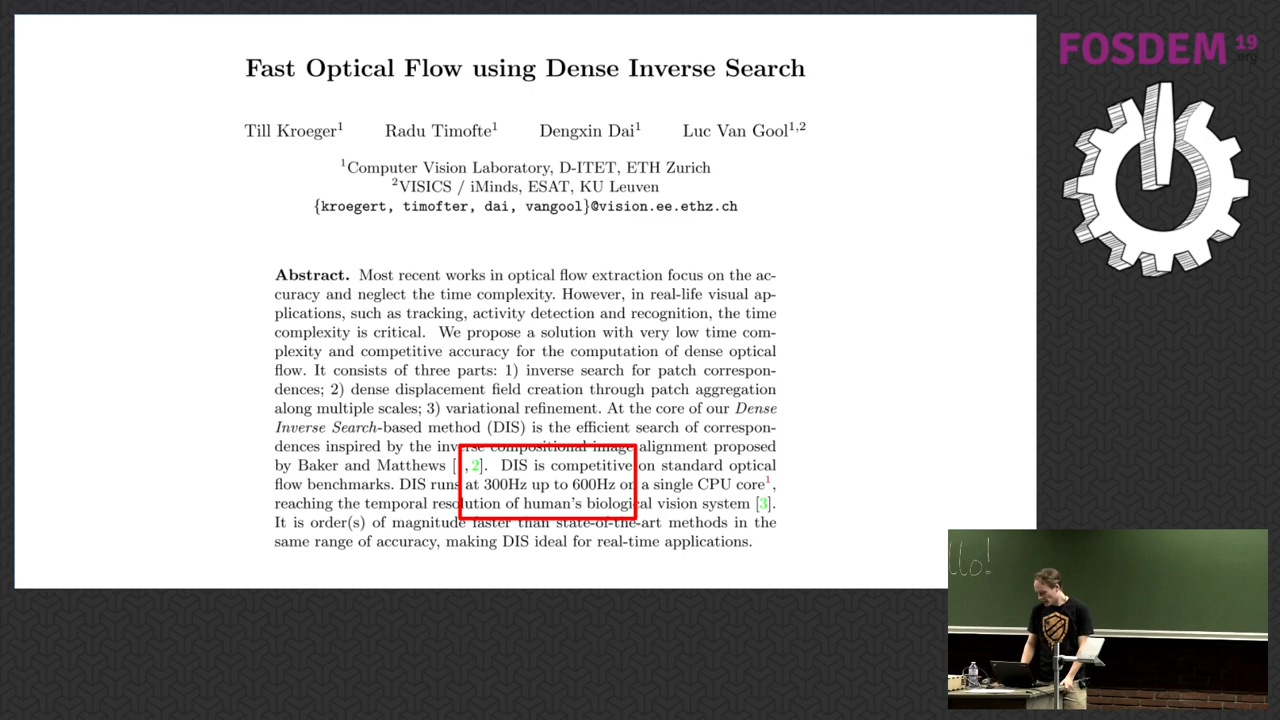 Fast Optical Flow using Dense Inverse Search
Till Kroeger1 Radu Timofte1 Dengxin Dai1 Luc Van Gool1,2
1Computer Vision Laboratory, D-ITET, ETH Zurich
2VISICS / iMinds, ESAT, KU Leuven
{kroegert, timofter, dai, vangool}@vision.ee.ethz.ch
Abstract. Most recent works in optical flow extraction focus on the ac-
curacy and neglect the time complexity. However, in real-life visual ap-
plications, such as tracking, activity detection and recognition, the time
complexity is critical. We propose a solution with very low time com-
plexity and competitive accuracy for the computation of dense optical
flow. It consists of three parts: 1) inverse search for patch correspon-
dences; 2) dense displacement field creation through patch aggregation
along multiple scales; 3) variational refinement. At the core of our Dense
Inverse Search-based method (DIS) is the efficient search of correspon-
dences inspired by the inverse compositional image alignment proposed
by Baker and Matthews [ ,2]. DIS is competitive on standard optical
flow benchmarks. DIS runs at 300Hz up to 600Hz on a single CPU core1,
reaching the temporal resolution of human's biological vision system [3].
It is order(s) of magnitude faster than state-of-the-art methods in the
same range of accuracy, making DIS ideal for real-time applications.
FOSDEM 19
.org
llo!